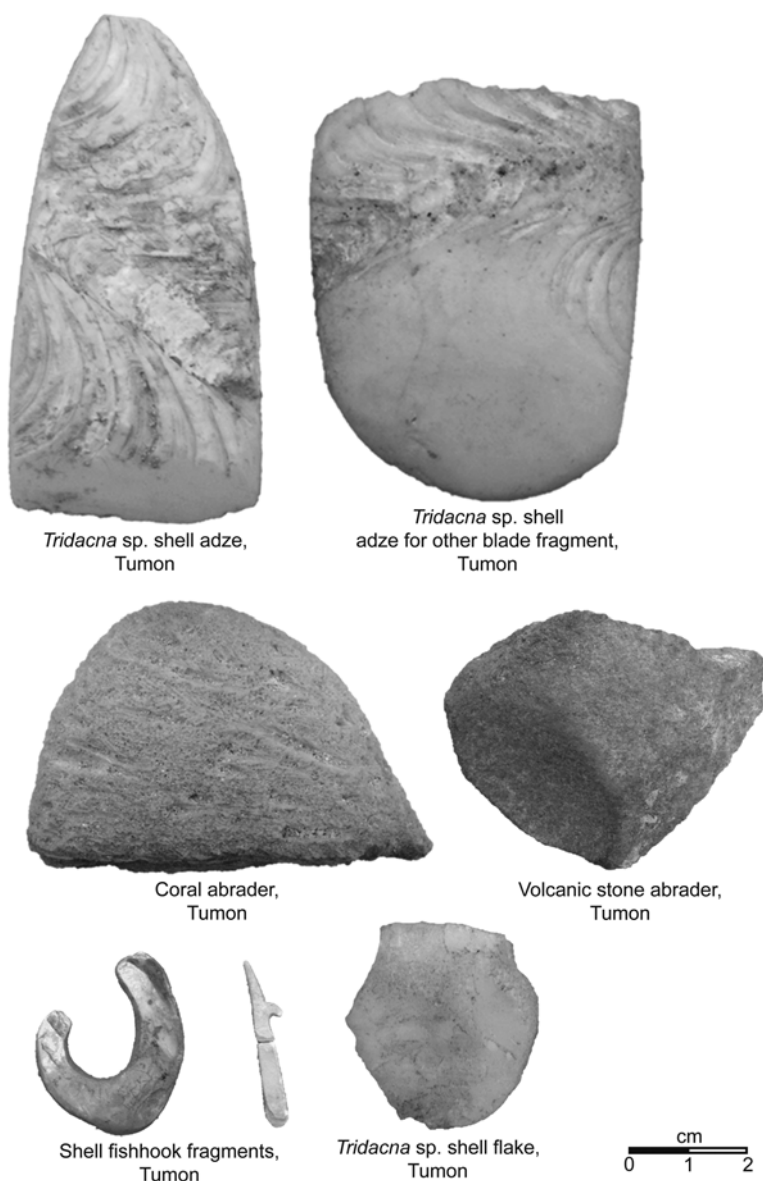 Tridacna sp. shell adze,
Tumon
Tridacna sp. shell
adze for other blade fragment,
Tumon
Coral abrader,
Tumon
Volcanic stone abrader,
Tumon
Shell fishhook fragments,
Tumon
Tridacna sp. shell flake,
Tumon
cm
0 1 2